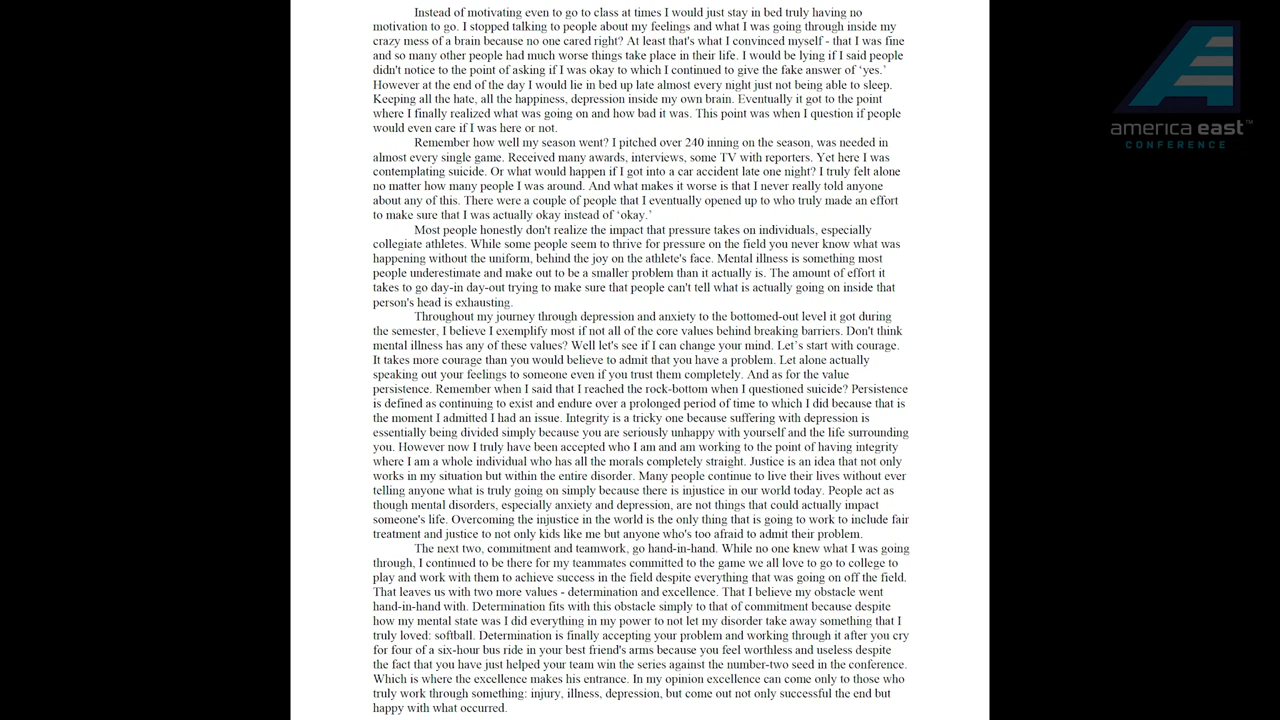 Instead of motivating even to go to class at times I would just stay in bed truly having no
motivation to go. I stopped talking to people about my feelings and what I was going through inside my
crazy mess of a brain because no one cared right? At least that's what I convinced myself - that I was fine
and so many other people had much worse things take place in their life. I would be lying if I said people
didn't notice to the point of asking if I was okay to which I continued to give the fake answer of ‘yes.’
However at the end of the day I would lie in bed up late almost every night just not being able to sleep.
Keeping all the hate, all the happiness, depression inside my own brain. Eventually it got to the point
where I finally realized what was going on and how bad it was. This point was when I question if people
would even care if I was here or not.
Remember how well my season went? I pitched over 240 inning on the season, was needed in
almost every single game. Received many awards, interviews, some TV with reporters. Yet here I was
contemplating suicide. Or what would happen if I got into a car accident late one night? I truly felt alone
no matter how many people I was around. And what makes it worse is that I never really told anyone
about any of this. There were a couple of people that I eventually opened up to who truly made an effort
to make sure that I was actually okay instead of ‘okay.’
Most people honestly don't realize the impact that pressure takes on individuals, especially
collegiate athletes. While some people seem to thrive for pressure on the field you never know what was
happening without the uniform, behind the joy on the athlete's face. Mental illness is something most
people underestimate and make out to be a smaller problem than it actually is. The amount of effort it
takes to go day-in day-out trying to make sure that people can't tell what is actually going on inside that
person's head is exhausting.
Throughout my journey through depression and anxiety to the bottomed-out level it got during
the semester, I believe I exemplify most if not all of the core values behind breaking barriers. Don't think
mental illness has any of these values? Well let's see if I can change your mind. Let’s start with courage.
It takes more courage than you would believe to admit that you have a problem. Let alone actually
speaking out your feelings to someone even if you trust them completely. And as for the value
persistence. Remember when I said that I reached the rock-bottom when I questioned suicide? Persistence
is defined as continuing to exist and endure over a prolonged period of time to which I did because that is
the moment I admitted I had an issue. Integrity is a tricky one because suffering with depression is
essentially being divided simply because you are seriously unhappy with yourself and the life surrounding
you. However now I truly have been accepted who I am and am working to the point of having integrity
where I am a whole individual who has all the morals completely straight. Justice is an idea that not only
works in my situation but within the entire disorder. Many people continue to live their lives without ever
telling anyone what is truly going on simply because there is injustice in our world today. People act as
though mental disorders, especially anxiety and depression, are not things that could actually impact
someone's life. Overcoming the injustice in the world is the only thing that is going to work to include fair
treatment and justice to not only kids like me but anyone who's too afraid to admit their problem.
The next two, commitment and teamwork, go hand-in-hand. While no one knew what I was going
through, I continued to be there for my teammates committed to the game we all love to go to college to
play and work with them to achieve success in the field despite everything that was going on off the field.
That leaves us with two more values - determination and excellence. That I believe my obstacle went
hand-in-hand with. Determination fits with this obstacle simply to that of commitment because despite
how my mental state was I did everything in my power to not let my disorder take away something that I
truly loved: softball. Determination is finally accepting your problem and working through it after you cry
for four of a six-hour bus ride in your best friend's arms because you feel worthless and useless despite
the fact that you have just helped your team win the series against the number-two seed in the conference.
Which is where the excellence makes his entrance. In my opinion excellence can come only to those who
truly work through something: injury, illness, depression, but come out not only successful the end but
happy with what occurred.
america east™
CONFERENCE